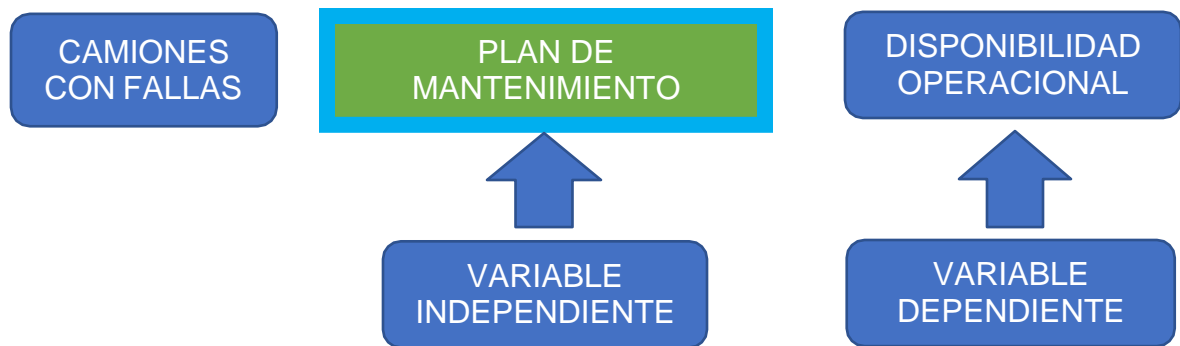 CAMIONES
CON FALLAS
PLAN DE
MANTENIMIENTO
DISPONIBILIDAD
OPERACIONAL
VARIABLE
INDEPENDIENTE
VARIABLE
DEPENDIENTE